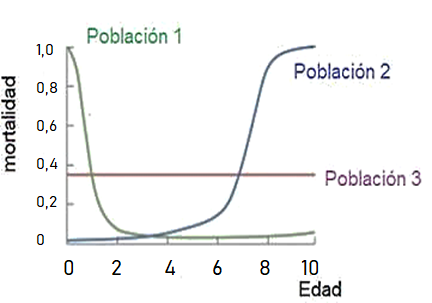 Población 1
1,0
0,8
0,6
0,4
0,2
0
mortalidad
Población 2
Población 3
0 2 4 6 8 10
Edad